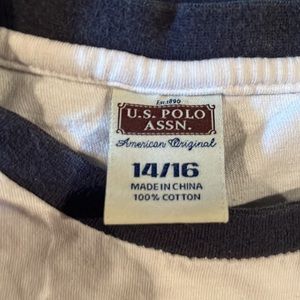 Est. 1890
U.S. POLO
ASSN.
American Original
14/16
MADE IN CHINA
100% COTTON